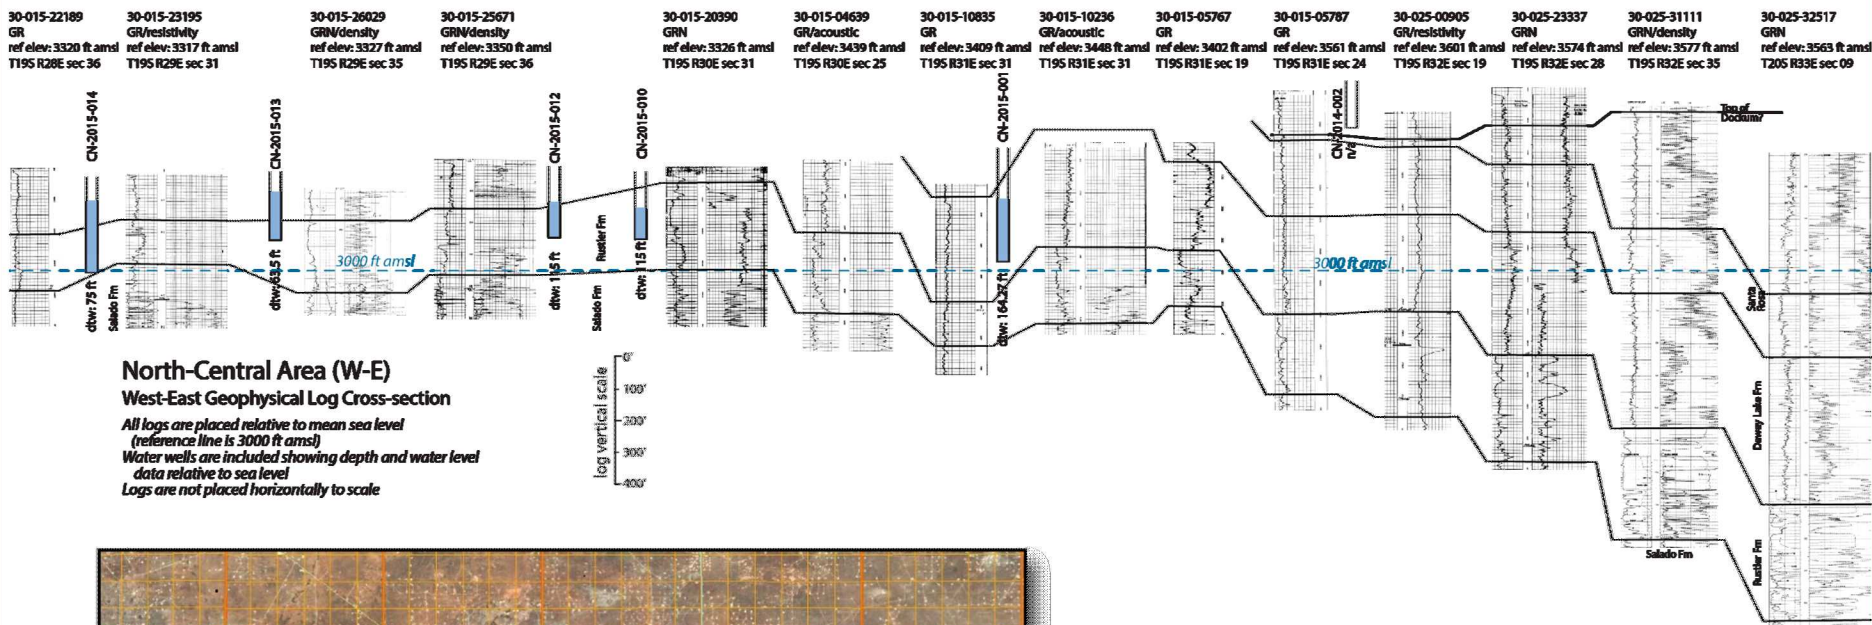 30-015-22189
GR
ref elev: 3320 ft amsl
T19S R28E sec 36
30-015-23195
GR/resistivity
ref elev: 3317 ft amsl
T19S R29E sec 31
30-015-26029
GRN/density
ref elev: 3327 ft amsl
T19S R29E sec 35
30-015-25671
GRN/density
ref elev: 3350 ft amsl
T19S R29E sec 36
30-015-20390
GRN
ref elev: 3326 ft amsl
T19S R30E sec 31
30-015-04639
GR/acoustic
ref elev: 3439 ft amsl
T19S R30E sec 25
30-015-10835
GR
ref elev: 3409 ft amsl
T19S R31E sec 31
30-015-10236
GR/acoustic
ref elev: 3448 ft amsl
T19S R31E sec 31
30-015-05767
GR
ref elev: 3402 ft amsl
T19S R31E sec 19
30-015-05787
GR
ref elev: 3561 ft amsl
T19S R31E sec 24
30-025-00905
GR/resistivity
ref elev: 3601 ft amsl
T19S R32E sec 19
30-025-23337
GRN
ref elev: 3574 ft amsl
T19S R32E sec 28
30-025-31111
GRN/density
ref elev: 3577 ft amsl
T19S R32E sec 35
30-025-32517
GRN
ref elev: 3563 ft amsl
T20S R33E sec 09
CN-2015-014
CN-2015-013
CN-2015-012
CN-2015-010
CN-2015-001
CN-2014-002
n/a
Top of
Dockum?
dtw: 75 ft
Salado Fm
dtw: 63.5 ft
3000 ft amsl
dtw: 115 ft
Rustler Fm
Salado Fm
dtw: 115 ft
dtw: 164.27 ft
3000 ft amsl
Santa
Rosa
Dewey Lake Fm
Rustler Fm
Salado Fm
North-Central Area (W-E)
West-East Geophysical Log Cross-section
All logs are placed relative to mean sea level
(reference line is 3000 ft amsl)
Water wells are included showing depth and water level
data relative to sea level
Logs are not placed horizontally to scale
log vertical scale
0'
100'
200'
300'
400'